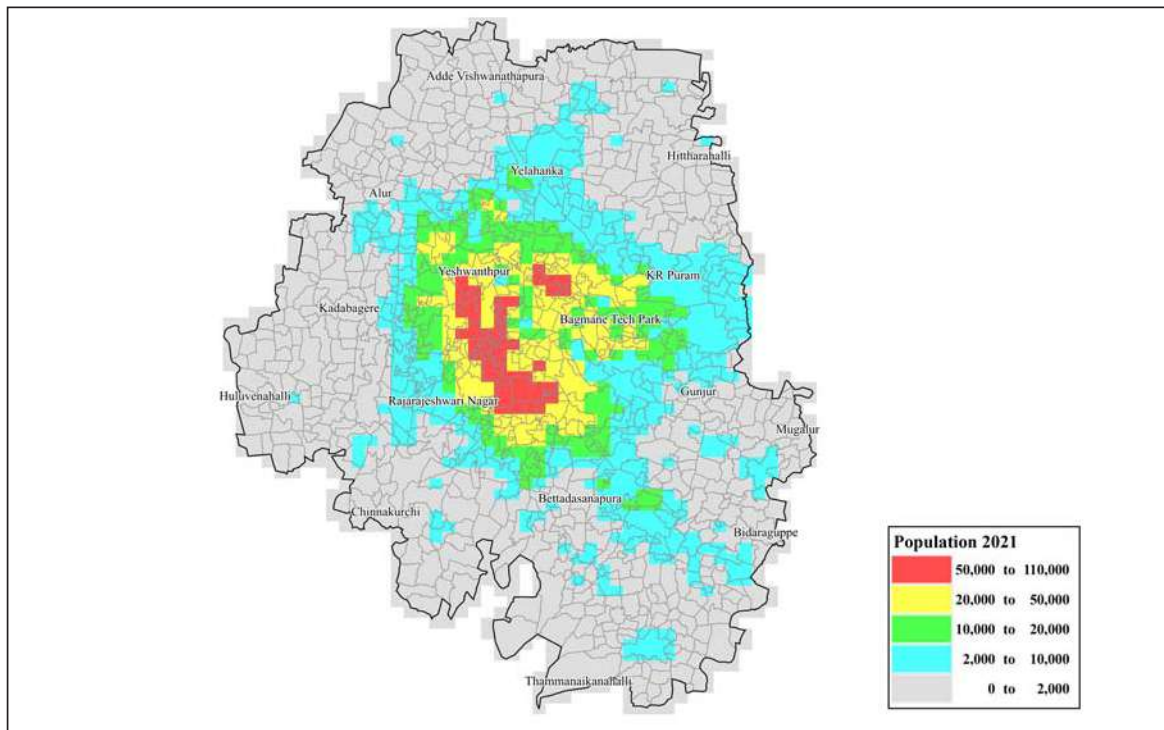 Adde Vishwanathapura
Hittharahalli
Yelahanka
Alur
Yeshwanthpur
KR Puram
Kadabagere
Bagmane Tech Park
Gunjur
Huluvenahalli
Rajarajeshwari Nagar
Mugalur
Bettadasanapura
Chinnakurchi
Bidaraguppe
Thammanaikanahalli
Population 2021
50,000 to 110,000
20,000 to 50,000
10,000 to 20,000
2,000 to 10,000
0 to 2,000